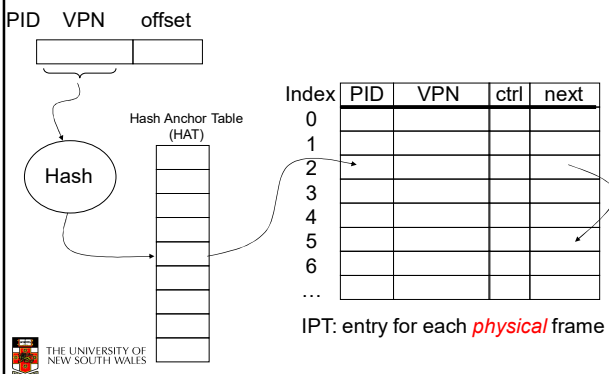 PID VPN offset
Hash Anchor Table
(HAT)
Hash
Index PID VPN ctrl next
0
1
2
3
4
5
6
…
IPT: entry for each physical frame
THE UNIVERSITY OF
NEW SOUTH WALES